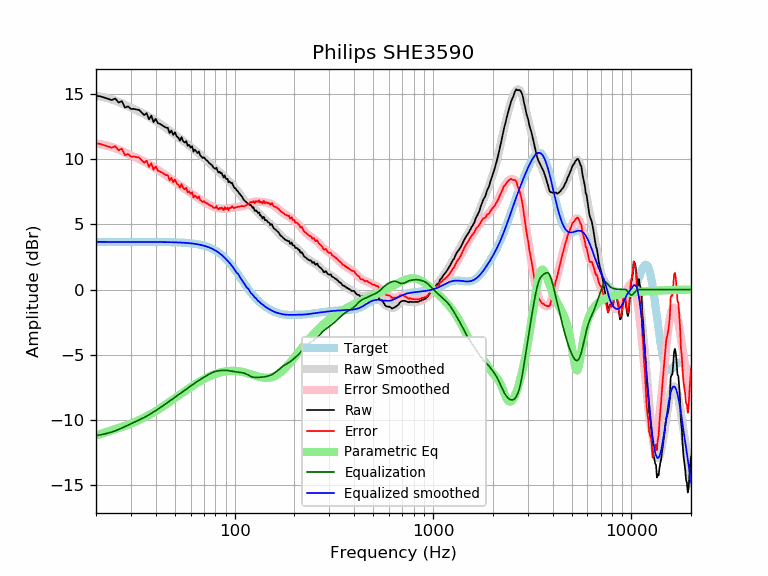 Philips SHE3590
15
10
5
0
−5
−10
−15
Amplitude (dBr)
Target
Raw Smoothed
Error Smoothed
Raw
Error
Parametric Eq
Equalization
Equalized smoothed
100
1000
10000
Frequency (Hz)